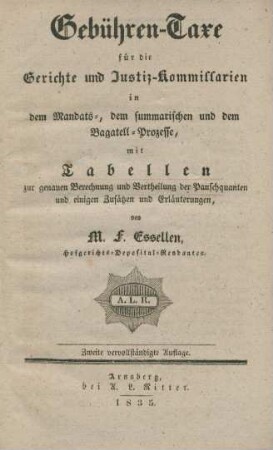 Gebühren-Taxe
für die
Gerichte und Justiz-Kommissarien
in
dem Mandats-, dem summarischen und dem
Bagatell-Prozesse,
mit
Tabellen
zur genauen Berechnung und Vertheilung der Pauschquanten
und einigen Zusätzen und Erläuterungen,
von
M. F. Essellen,
Hofgerichts-Depositol-Rendanten.
A. L. R.
Zweite vervollständigte Auflage.
Arnsberg,
bei A. L. Ritter.
1835.